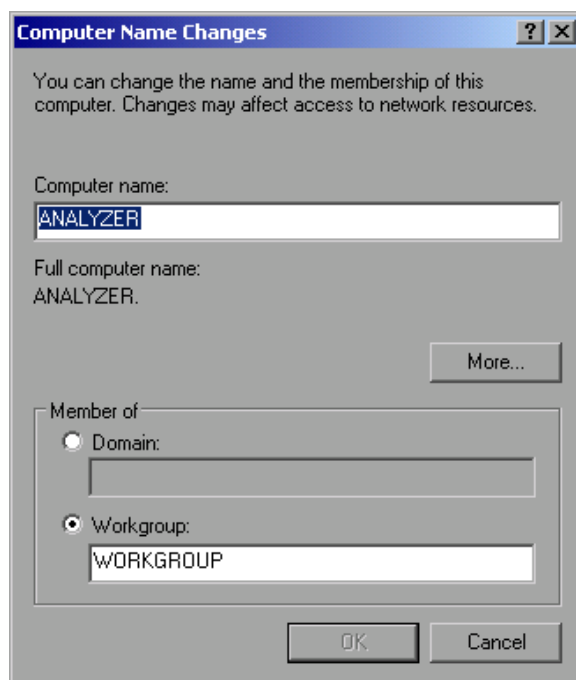 Computer Name Changes
You can change the name and the membership of this
computer. Changes may affect access to network resources.
Computer name:
ANALYZER
Full computer name:
ANALYZER.
More...
Member of
Domain:
Workgroup:
WORKGROUP
OK
Cancel